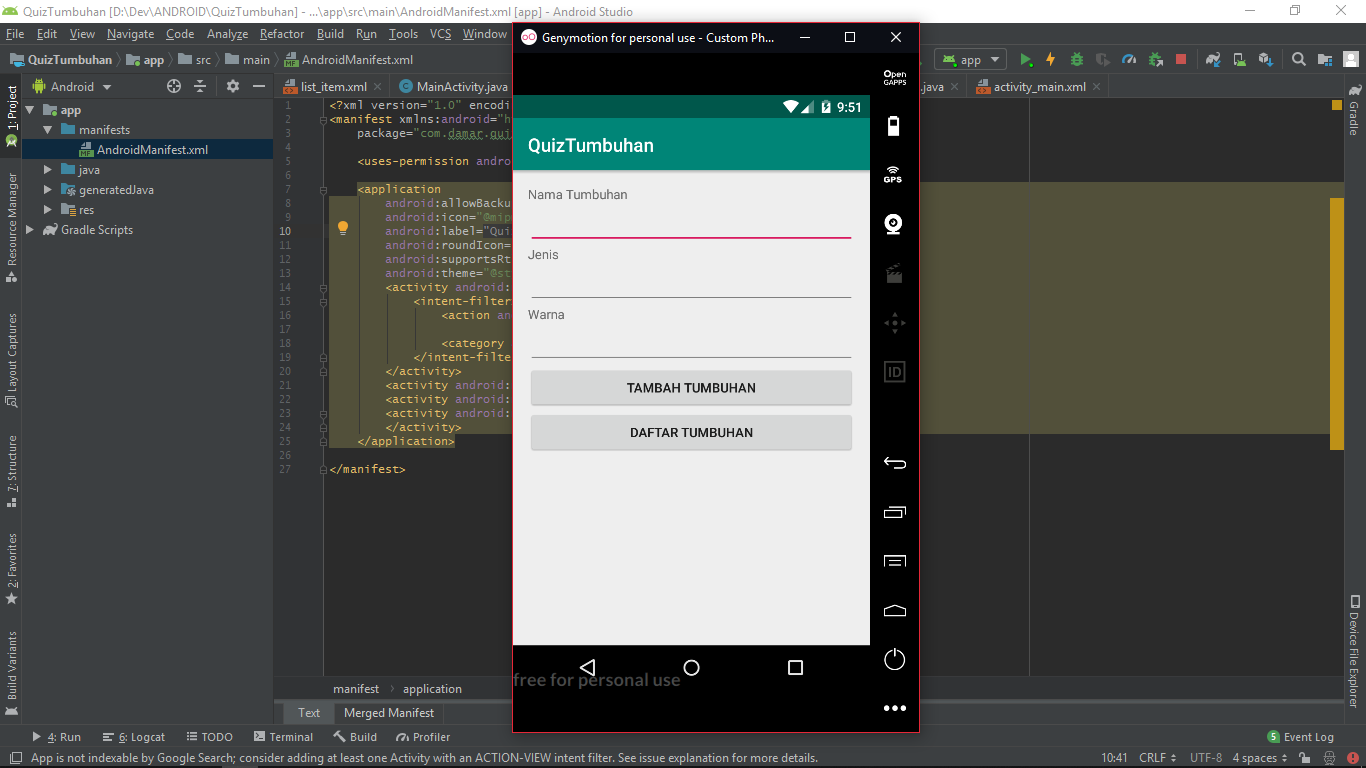 QuizTumbuhan [D:\Dev\ANDROID\QuizTumbuhan] - ...\app\src\main\AndroidManifest.xml [app] - Android Studio
File Edit View Navigate Code Analyze Refactor Build Run Tools VCS Window
QuizTumbuhan app src main AndroidManifest.xml
app
Android
list_item.xml MainActivity.java .java activity_main.xml
1: Project
Resource Manager
Layout Captures
7: Structure
2: Favorites
Build Variants
app
manifests
AndroidManifest.xml
java
generatedJava
res
Gradle Scripts
1 <?xml version="1.0" encodi
2 <manifest xmlns:android="h
3 package="com.damar.qui
4
5 <uses-permission andro
6
7 <application
8 android:allowBacku
9 android:icon="@mip
10 android:label="Qui
11 android:roundIcon=
12 android:supportsRt
13 android:theme="@st
14 <activity android:
15 <intent-filter
16 <action an
17
18 <category
19 </intent-filte
20 </activity>
21 <activity android:
22 <activity android:
23 <activity android:
24 </activity>
25 </application>
26
27 </manifest>
manifest application
Text Merged Manifest
Genymotion for personal use - Custom Ph...
9:51
QuizTumbuhan
Nama Tumbuhan
Jenis
Warna
TAMBAH TUMBUHAN
DAFTAR TUMBUHAN
free for personal use
Open
GAPPS
GPS
ID
Gradle
Device File Explorer
4: Run 6: Logcat TODO Terminal Build Profiler 5 Event Log
App is not indexable by Google Search; consider adding at least one Activity with an ACTION-VIEW intent filter. See issue explanation for more details. 10:41 CRLF UTF-8 4 spaces